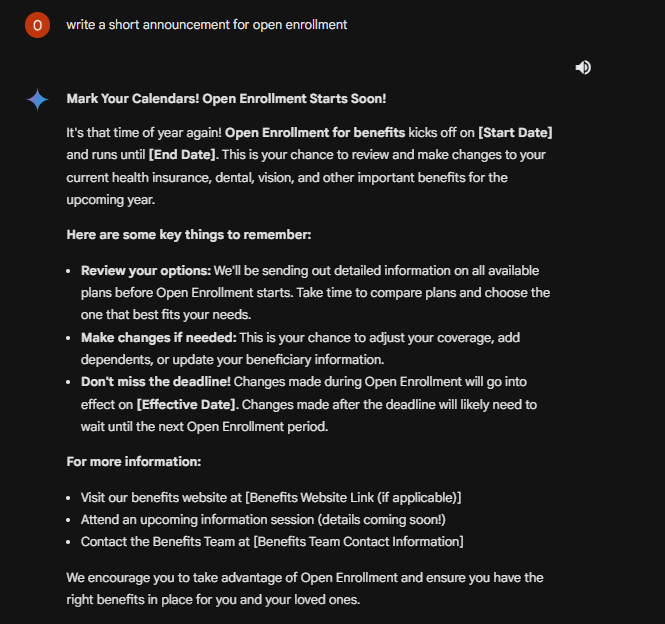 O
write a short announcement for open enrollment
Mark Your Calendars! Open Enrollment Starts Soon!
It's that time of year again! Open Enrollment for benefits kicks off on [Start Date]
and runs until [End Date]. This is your chance to review and make changes to your
current health insurance, dental, vision, and other important benefits for the
upcoming year.
Here are some key things to remember:
• Review your options: We'll be sending out detailed information on all available
plans before Open Enrollment starts. Take time to compare plans and choose the
one that best fits your needs.
• Make changes if needed: This is your chance to adjust your coverage, add
dependents, or update your beneficiary information.
• Don't miss the deadline! Changes made during Open Enrollment will go into
effect on [Effective Date]. Changes made after the deadline will likely need to
wait until the next Open Enrollment period.
For more information:
• Visit our benefits website at [Benefits Website Link (if applicable)]
• Attend an upcoming information session (details coming soon!)
• Contact the Benefits Team at [Benefits Team Contact Information]
We encourage you to take advantage of Open Enrollment and ensure you have the
right benefits in place for you and your loved ones.